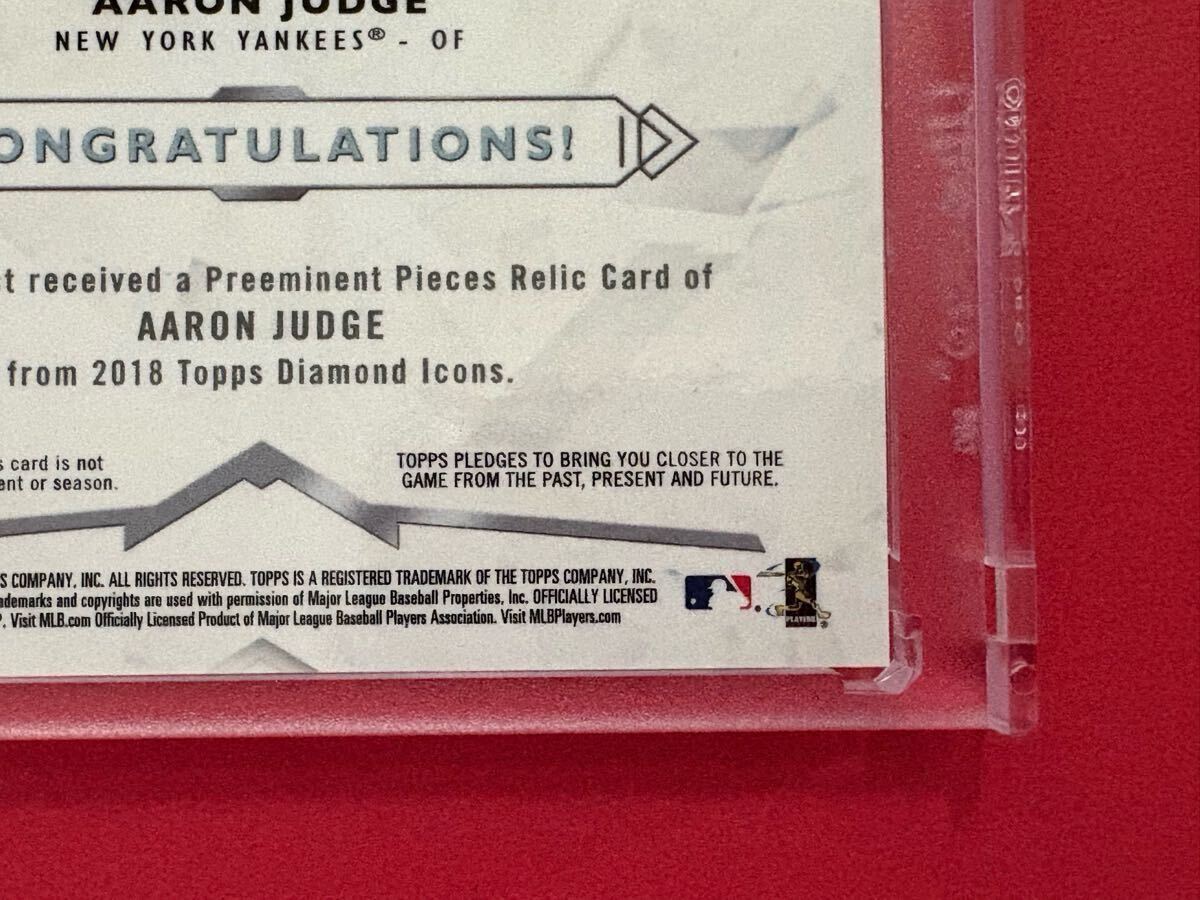 AARON JUDGE
NEW YORK YANKEES® - OF
ONGRATULATIONS!
t received a Preeminent Pieces Relic Card of
AARON JUDGE
from 2018 Topps Diamond Icons.
s card is not
ent or season.
TOPPS PLEDGES TO BRING YOU CLOSER TO THE
GAME FROM THE PAST, PRESENT AND FUTURE.
S COMPANY, INC. ALL RIGHTS RESERVED. TOPPS IS A REGISTERED TRADEMARK OF THE TOPPS COMPANY, INC.
ademarks and copyrights are used with permission of Major League Baseball Properties, Inc. OFFICIALLY LICENSED
P. Visit MLB.com Officially Licensed Product of Major League Baseball Players Association. Visit MLBPlayers.com
PLAYERS